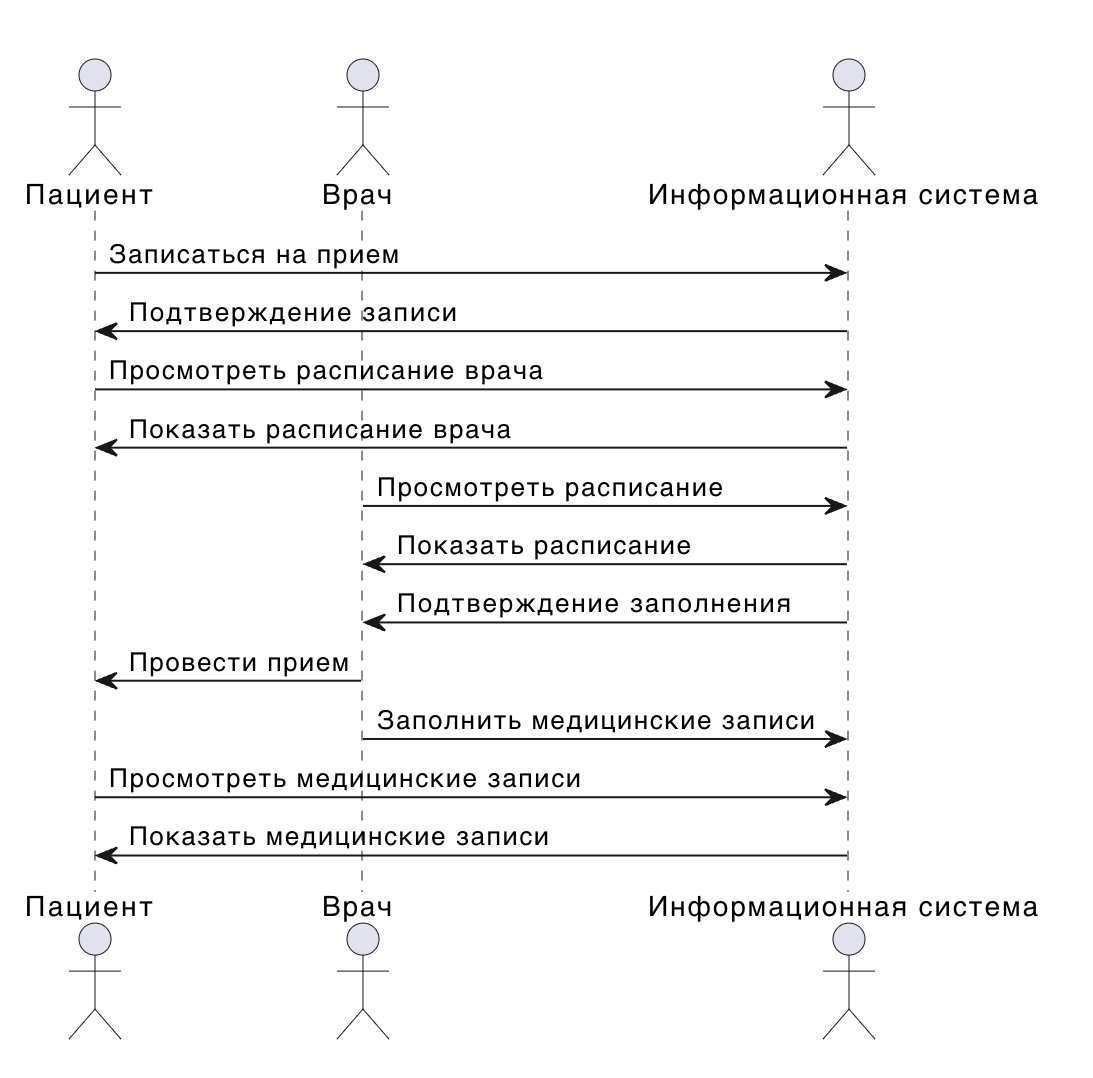 Пациент
Врач
Информационная система
Записаться на прием
Подтверждение записи
Просмотреть расписание врача
Показать расписание врача
Просмотреть расписание
Показать расписание
Подтверждение заполнения
Провести прием
Заполнить медицинские записи
Просмотреть медицинские записи
Показать медицинские записи
Пациент
Врач
Информационная система